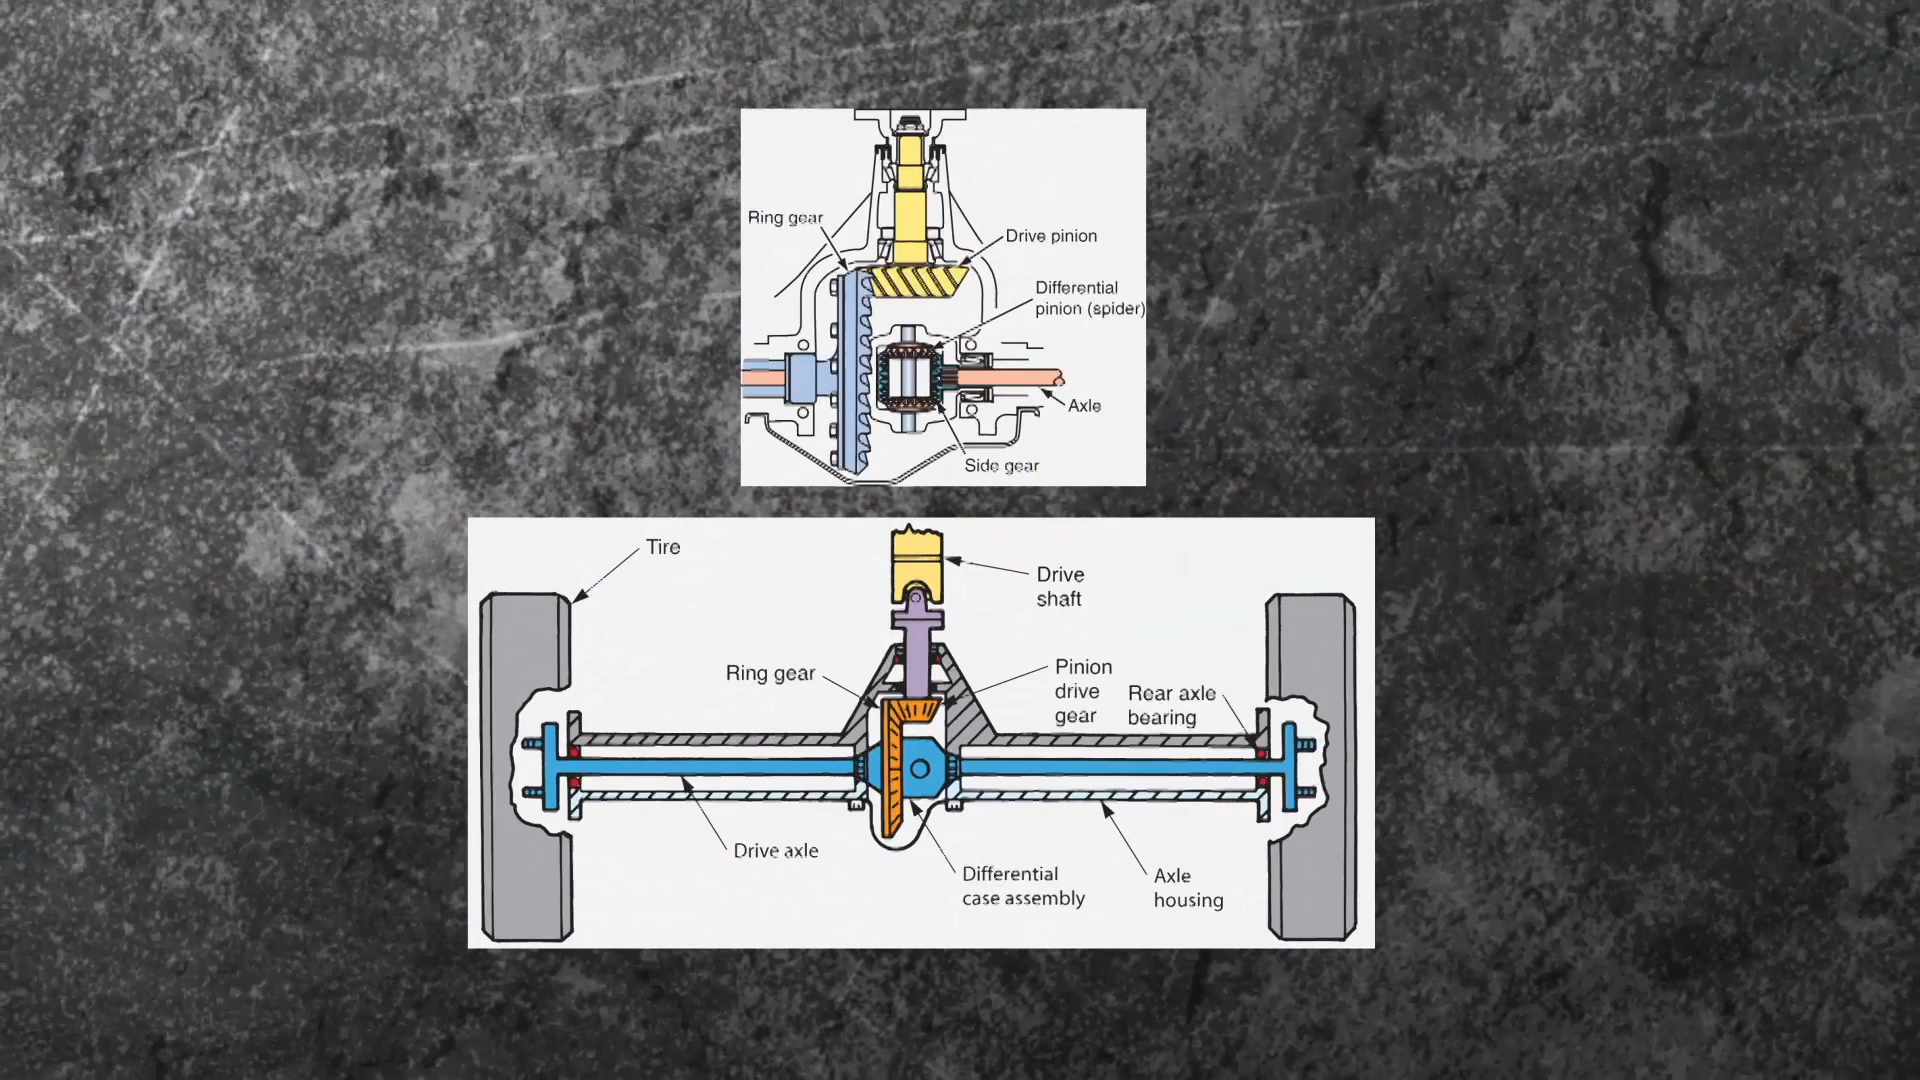 Ring gear
Drive pinion
Differential
pinion (spider)
Axle
Side gear
Tire
Drive
shaft
Ring gear
Pinion
drive
gear
Rear axle
bearing
Drive axle
Differential
case assembly
Axle
housing